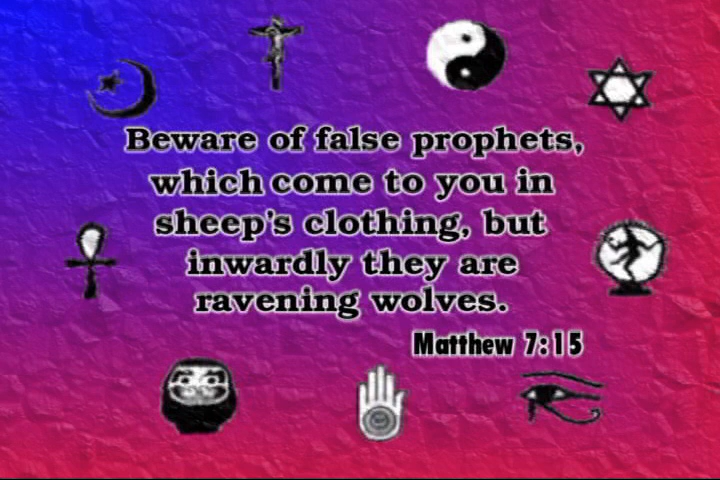 Beware of false prophets,
which come to you in
sheep's clothing, but
inwardly they are
ravening wolves.
Matthew 7:15